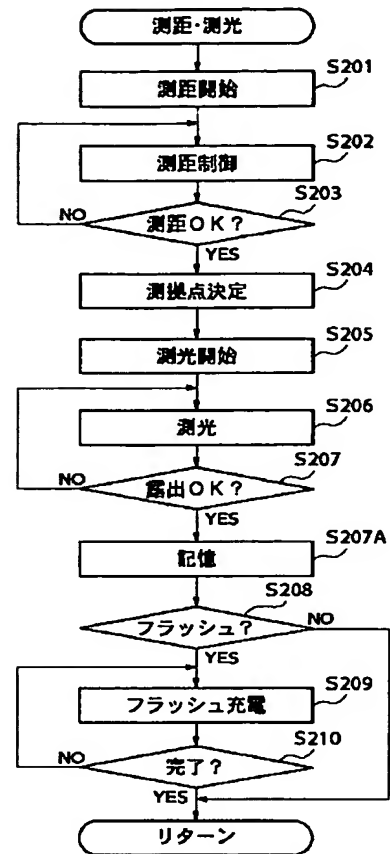 測距・測光
S201
測距開始
S202
測距制御
S203
測距OK?
NO
YES
S204
測拠点決定
S205
測光開始
S206
測光
S207
露出OK?
NO
YES
S207A
記憶
S208
フラッシュ?
NO
YES
S209
フラッシュ充電
S210
完了?
NO
YES
リターン